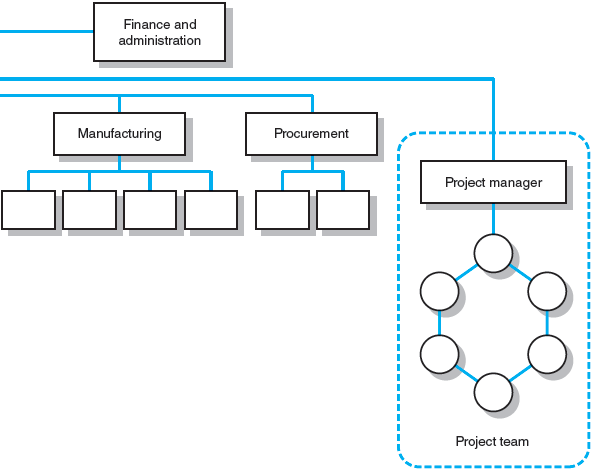 Finance and
administration
Manufacturing
Procurement
Project manager
Project team